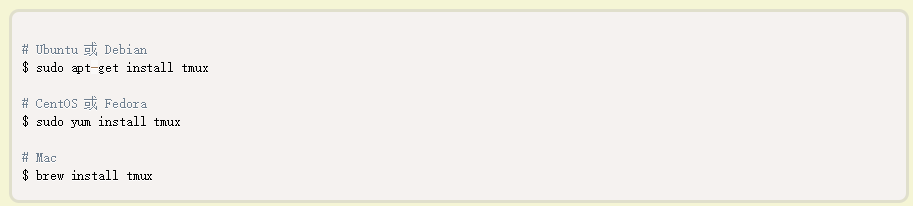 # Ubuntu 或 Debian
$ sudo apt-get install tmux
# CentOS 或 Fedora
$ sudo yum install tmux
# Mac
$ brew install tmux